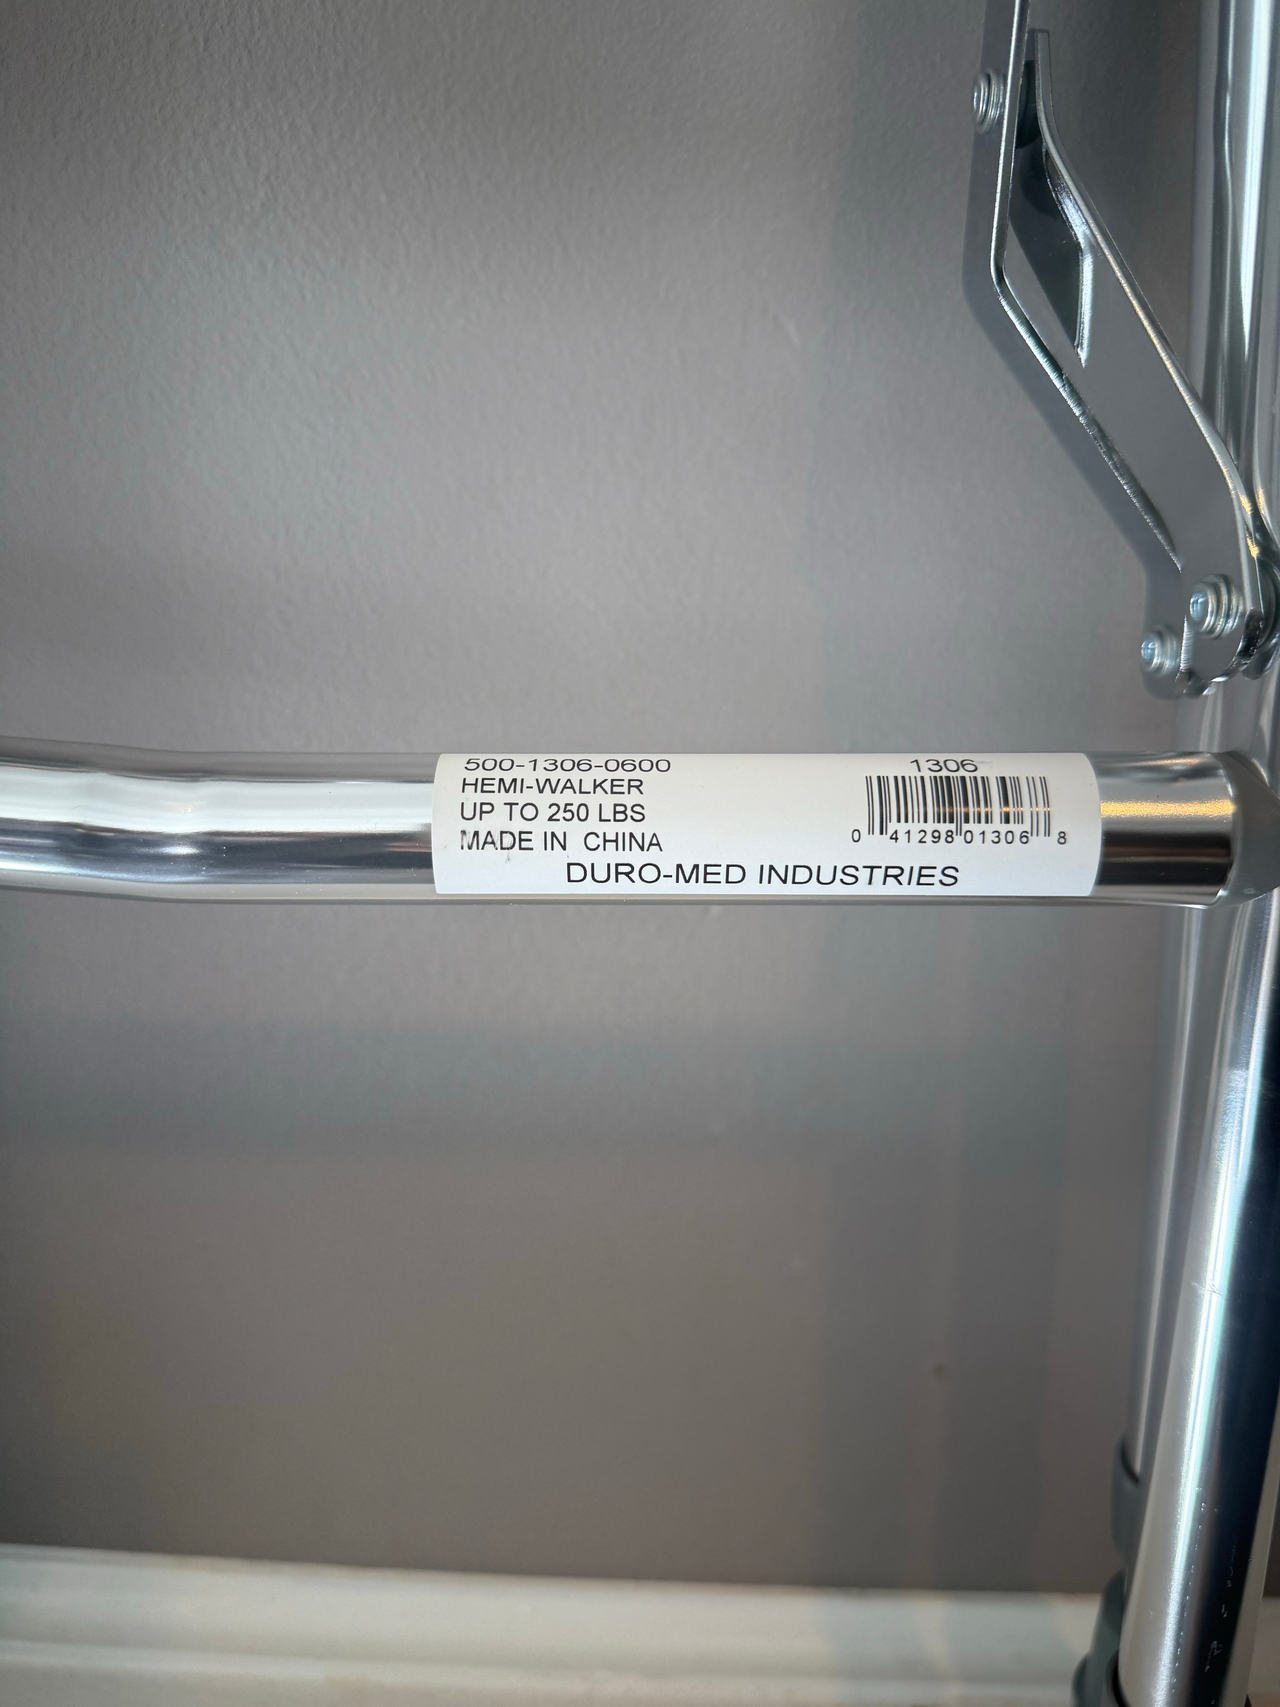 500-1306-0600
HEMI-WALKER
UP TO 250 LBS
MADE IN CHINA
1306
0 41298 01306 8
DURO-MED INDUSTRIES